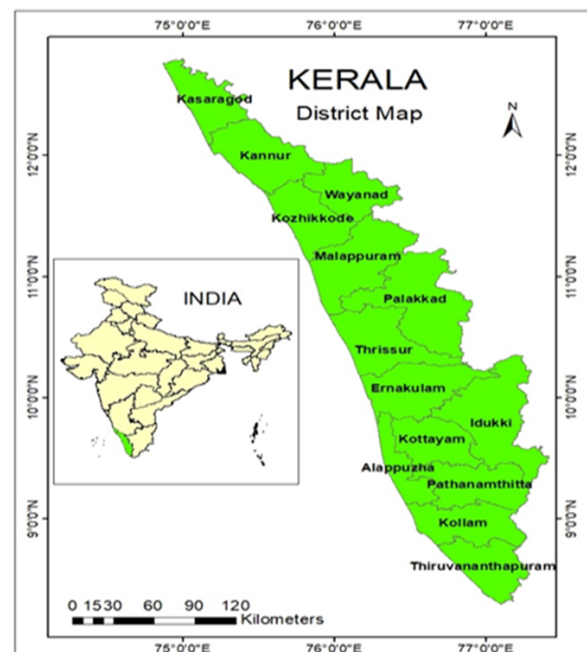 75°0'0"E 76°0'0"E 77°0'0"E
KERALA
District Map
N
Kasaragod
Kannur
Wayanad
Kozhikkode
Malappuram
Palakkad
Thrissur
Ernakulam
Idukki
Kottayam
Alappuzha
Pathanamthitta
Kollam
Thiruvananthapuram
INDIA
12°0'0"N 12°0'0"N
11°0'0"N 11°0'0"N
10°0'0"N 10°0'0"N
9°0'0"N 9°0'0"N
0 15 30 60 90 120
Kilometers
75°0'0"E 76°0'0"E 77°0'0"E